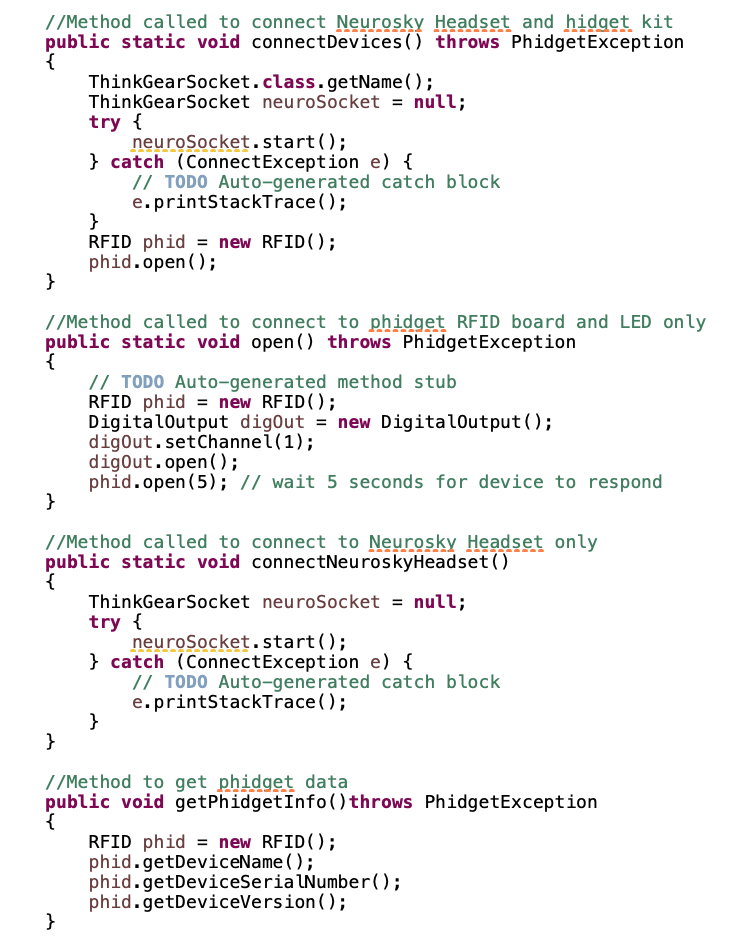 //Method called to connect Neurosky Headset and hidget kit
public static void connectDevices() throws PhidgetException
{
    ThinkGearSocket.class.getName();
    ThinkGearSocket neuroSocket = null;
    try {
        neuroSocket.start();
    } catch (ConnectException e) {
        // TODO Auto-generated catch block
        e.printStackTrace();
    }
    RFID phid = new RFID();
    phid.open();
}

//Method called to connect to phidget RFID board and LED only
public static void open() throws PhidgetException
{
    // TODO Auto-generated method stub
    RFID phid = new RFID();
    DigitalOutput digOut = new DigitalOutput();
    digOut.setChannel(1);
    digOut.open();
    phid.open(5); // wait 5 seconds for device to respond
}

//Method called to connect to Neurosky Headset only
public static void connectNeuroskyHeadset()
{
    ThinkGearSocket neuroSocket = null;
    try {
        neuroSocket.start();
    } catch (ConnectException e) {
        // TODO Auto-generated catch block
        e.printStackTrace();
    }
}

//Method to get phidget data
public void getPhidgetInfo()throws PhidgetException
{
    RFID phid = new RFID();
    phid.getDeviceName();
    phid.getDeviceSerialNumber();
    phid.getDeviceVersion();
}